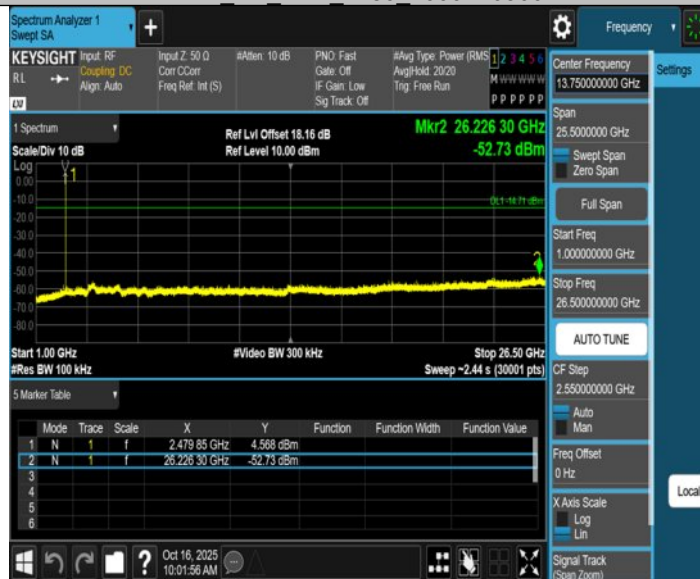 Spectrum Analyzer 1
Swept SA
+
Frequency
KEYSIGHT
RL
LXI
Input: RF
Coupling: DC
Align: Auto
Input Z: 50 Ω
Corr CCorr
Freq Ref: Int (S)
#Atten: 10 dB
PNO: Fast
Gate: Off
IF Gain: Low
Sig Track: Off
#Avg Type: Power (RMS
Avg|Hold: 20/20
Trig: Free Run
1 2 3 4 5 6
M W W W W W
P P P P P P
Center Frequency
13.750000000 GHz
Settings
Span
25.5000000 GHz
Swept Span
Zero Span
Full Span
Start Freq
1.000000000 GHz
Stop Freq
26.500000000 GHz
AUTO TUNE
CF Step
2.550000000 GHz
Auto
Man
Freq Offset
0 Hz
X Axis Scale
Log
Lin
Local
Signal Track
(Span Zoom)
1 Spectrum
Scale/Div 10 dB
Ref Lvl Offset 18.16 dB
Ref Level 10.00 dBm
Mkr2 26.226 30 GHz
-52.73 dBm
Log
0.00
-10.0
-20.0
-30.0
-40.0
-50.0
-60.0
-70.0
-80.0
1
DL1 -14.71 dBm
2
Start 1.00 GHz
#Res BW 100 kHz
#Video BW 300 kHz
Stop 26.50 GHz
Sweep ~2.44 s (30001 pts)
5 Marker Table
Mode Trace Scale X Y Function Function Width Function Value
1 N 1 f 2.479 85 GHz 4.568 dBm
2 N 1 f 26.226 30 GHz -52.73 dBm
3
4
5
6
?
Oct 16, 2025
10:01:56 AM